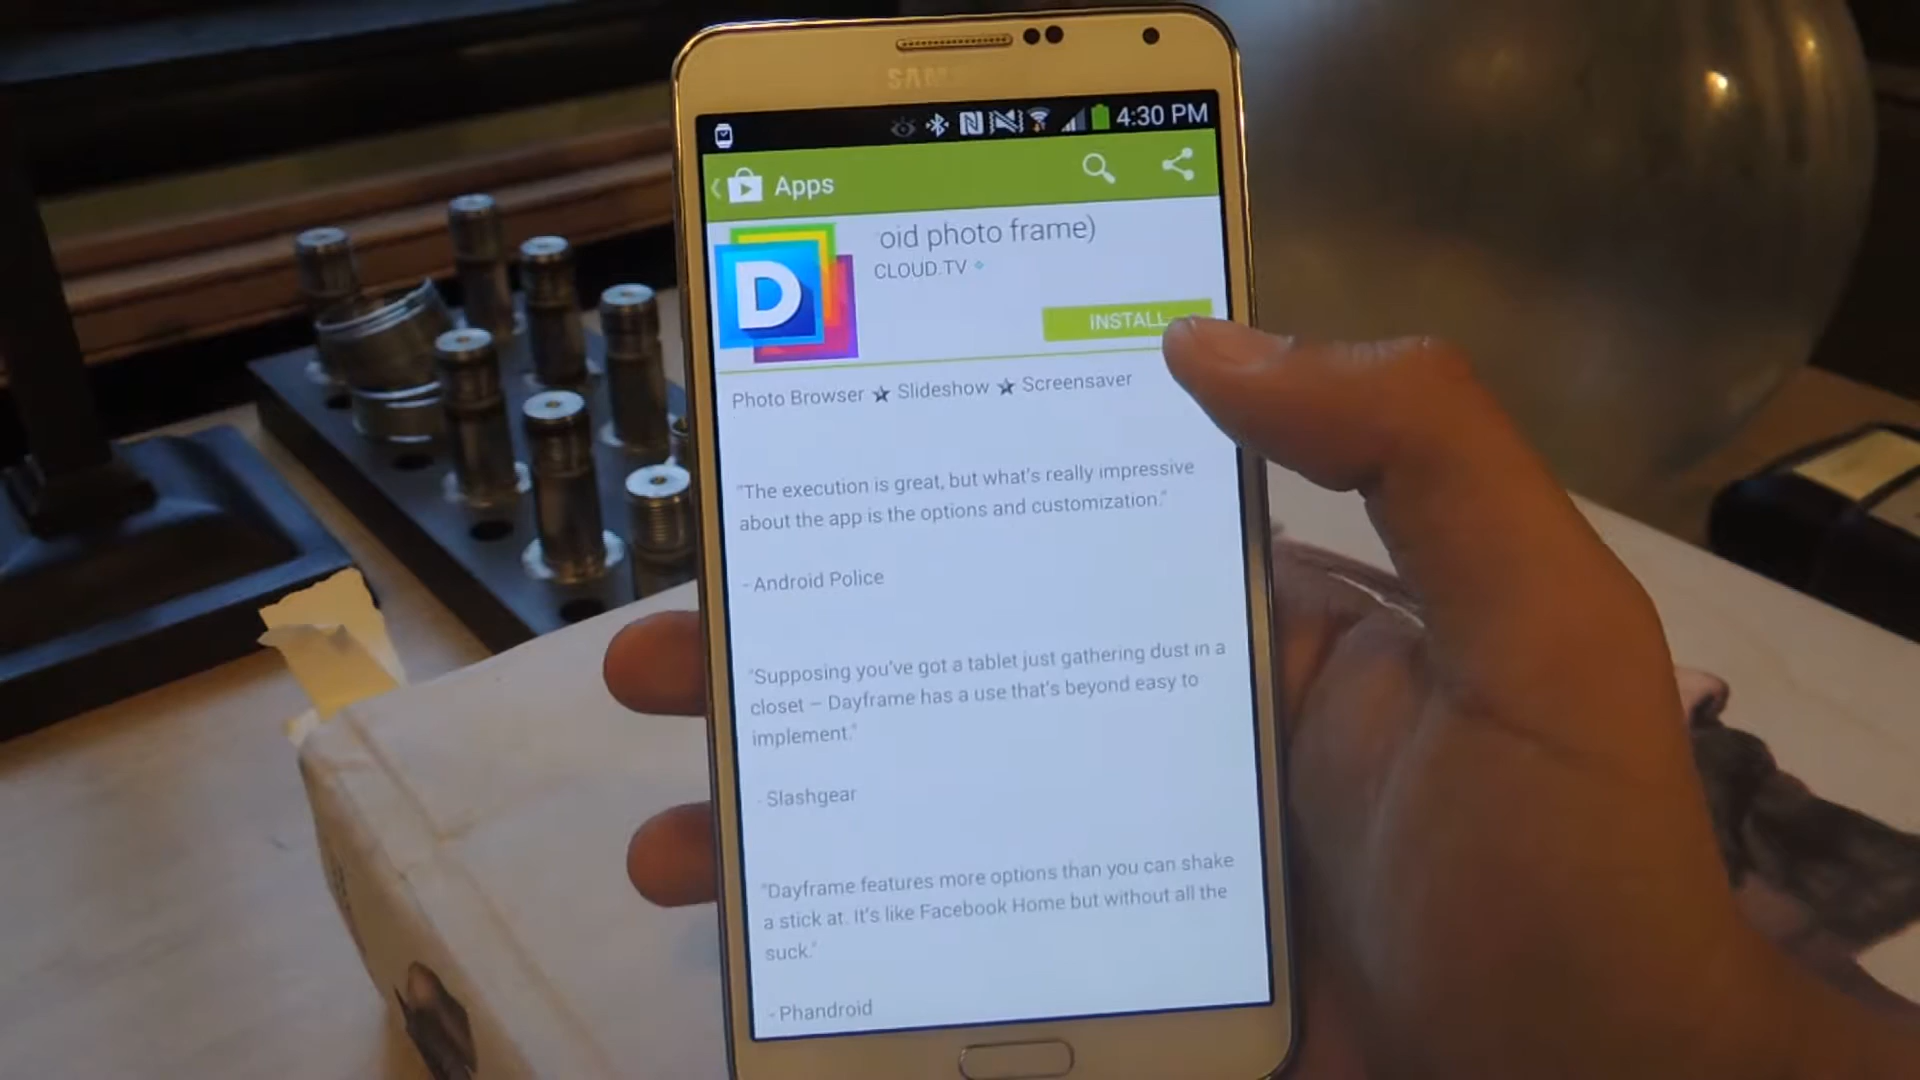 SAMSUNG
4:30 PM
Apps
oid photo frame)
CLOUD.TV
D
INSTALL
Photo Browser ★ Slideshow ★ Screensaver
"The execution is great, but what's really impressive
about the app is the options and customization."
- Android Police
"Supposing you've got a tablet just gathering dust in a
closet – Dayframe has a use that's beyond easy to
implement."
- Slashgear
"Dayframe features more options than you can shake
a stick at. It's like Facebook Home but without all the
suck."
- Phandroid